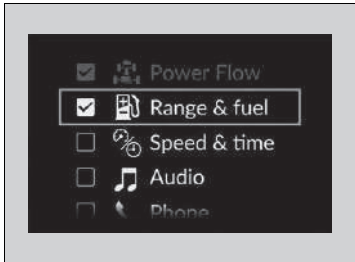 Power Flow
Range & fuel
Speed & time
Audio
Phone